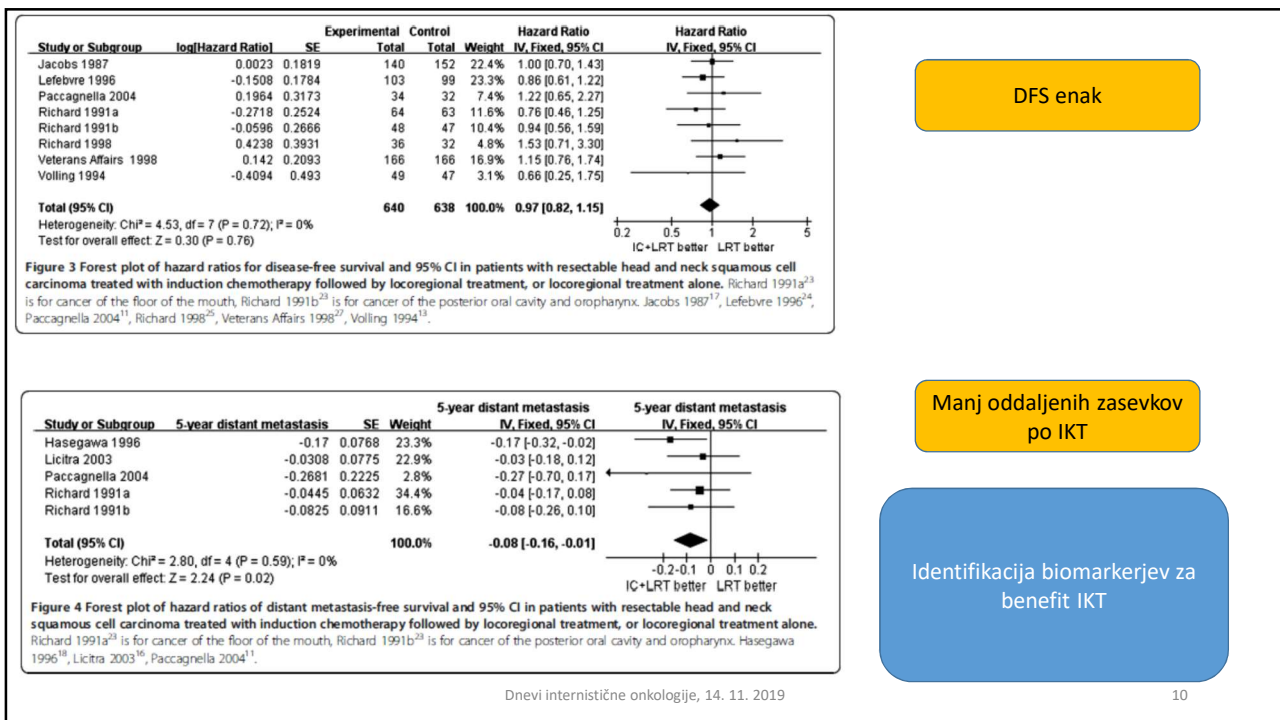 Experimental Control Hazard Ratio Hazard Ratio
Study or Subgroup log[Hazard Ratio] SE Total Total Weight IV, Fixed, 95% CI IV, Fixed, 95% CI
Jacobs 1987 0.0023 0.1819 140 152 22.4% 1.00 [0.70, 1.43]
Lefebvre 1996 -0.1508 0.1784 103 99 23.3% 0.86 [0.61, 1.22]
Paccagnella 2004 0.1964 0.3173 34 32 7.4% 1.22 [0.65, 2.27]
Richard 1991a -0.2718 0.2524 64 63 11.6% 0.76 [0.46, 1.25]
Richard 1991b -0.0596 0.2666 48 47 10.4% 0.94 [0.56, 1.59]
Richard 1998 0.4238 0.3931 36 32 4.8% 1.53 [0.71, 3.30]
Veterans Affairs 1998 0.142 0.2093 166 166 16.9% 1.15 [0.76, 1.74]
Volling 1994 -0.4094 0.493 49 47 3.1% 0.66 [0.25, 1.75]
Total (95% CI) 640 638 100.0% 0.97 [0.82, 1.15]
Heterogeneity: Chi² = 4.53, df = 7 (P = 0.72); I² = 0%
Test for overall effect: Z = 0.30 (P = 0.76)
0.2 0.5 1 2 5
IC+LRT better LRT better
Figure 3 Forest plot of hazard ratios for disease-free survival and 95% CI in patients with resectable head and neck squamous cell
carcinoma treated with induction chemotherapy followed by locoregional treatment, or locoregional treatment alone. Richard 1991a²³
is for cancer of the floor of the mouth, Richard 1991b²³ is for cancer of the posterior oral cavity and oropharynx. Jacobs 1987¹⁷, Lefebvre 1996²⁴,
Paccagnella 2004¹¹, Richard 1998²⁵, Veterans Affairs 1998²⁷, Volling 1994¹³.
DFS enak
5-year distant metastasis 5-year distant metastasis
Study or Subgroup 5-year distant metastasis SE Weight IV, Fixed, 95% CI IV, Fixed, 95% CI
Hasegawa 1996 -0.17 0.0768 23.3% -0.17 [-0.32, -0.02]
Licitra 2003 -0.0308 0.0775 22.9% -0.03 [-0.18, 0.12]
Paccagnella 2004 -0.2681 0.2225 2.8% -0.27 [-0.70, 0.17]
Richard 1991a -0.0445 0.0632 34.4% -0.04 [-0.17, 0.08]
Richard 1991b -0.0825 0.0911 16.6% -0.08 [-0.26, 0.10]
Total (95% CI) 100.0% -0.08 [-0.16, -0.01]
Heterogeneity: Chi² = 2.80, df = 4 (P = 0.59); I² = 0%
Test for overall effect: Z = 2.24 (P = 0.02)
-0.2 -0.1 0 0.1 0.2
IC+LRT better LRT better
Figure 4 Forest plot of hazard ratios of distant metastasis-free survival and 95% CI in patients with resectable head and neck
squamous cell carcinoma treated with induction chemotherapy followed by locoregional treatment, or locoregional treatment alone.
Richard 1991a²³ is for cancer of the floor of the mouth, Richard 1991b²³ is for cancer of the posterior oral cavity and oropharynx. Hasegawa
1996¹⁸, Licitra 2003¹⁶, Paccagnella 2004¹¹.
Manj oddaljenih zasevkov
po IKT
Identifikacija biomarkerjev za
benefit IKT
Dnevi internistične onkologije, 14. 11. 2019
10